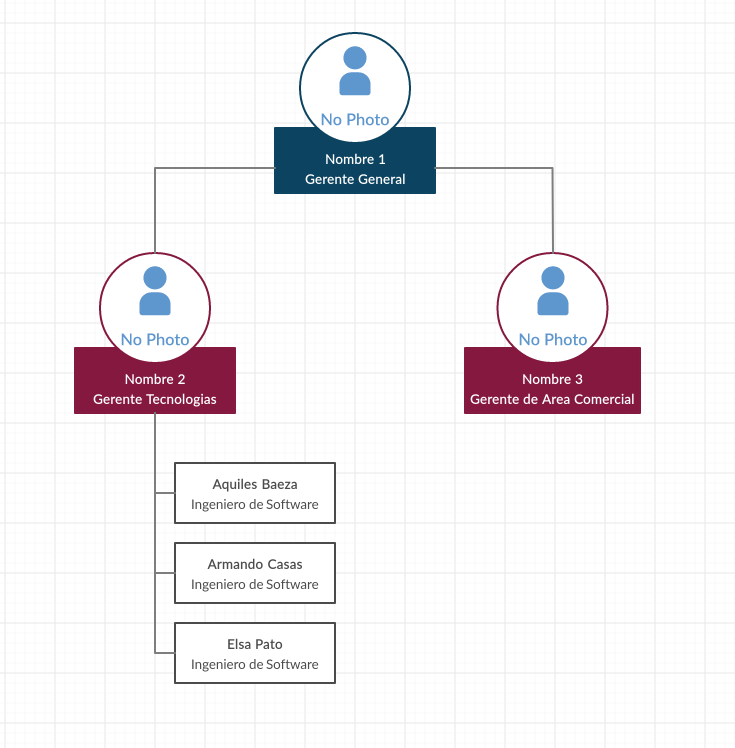 No Photo
Nombre 1
Gerente General
No Photo
Nombre 2
Gerente Tecnologias
No Photo
Nombre 3
Gerente de Area Comercial
Aquiles Baeza
Ingeniero de Software
Armando Casas
Ingeniero de Software
Elsa Pato
Ingeniero de Software